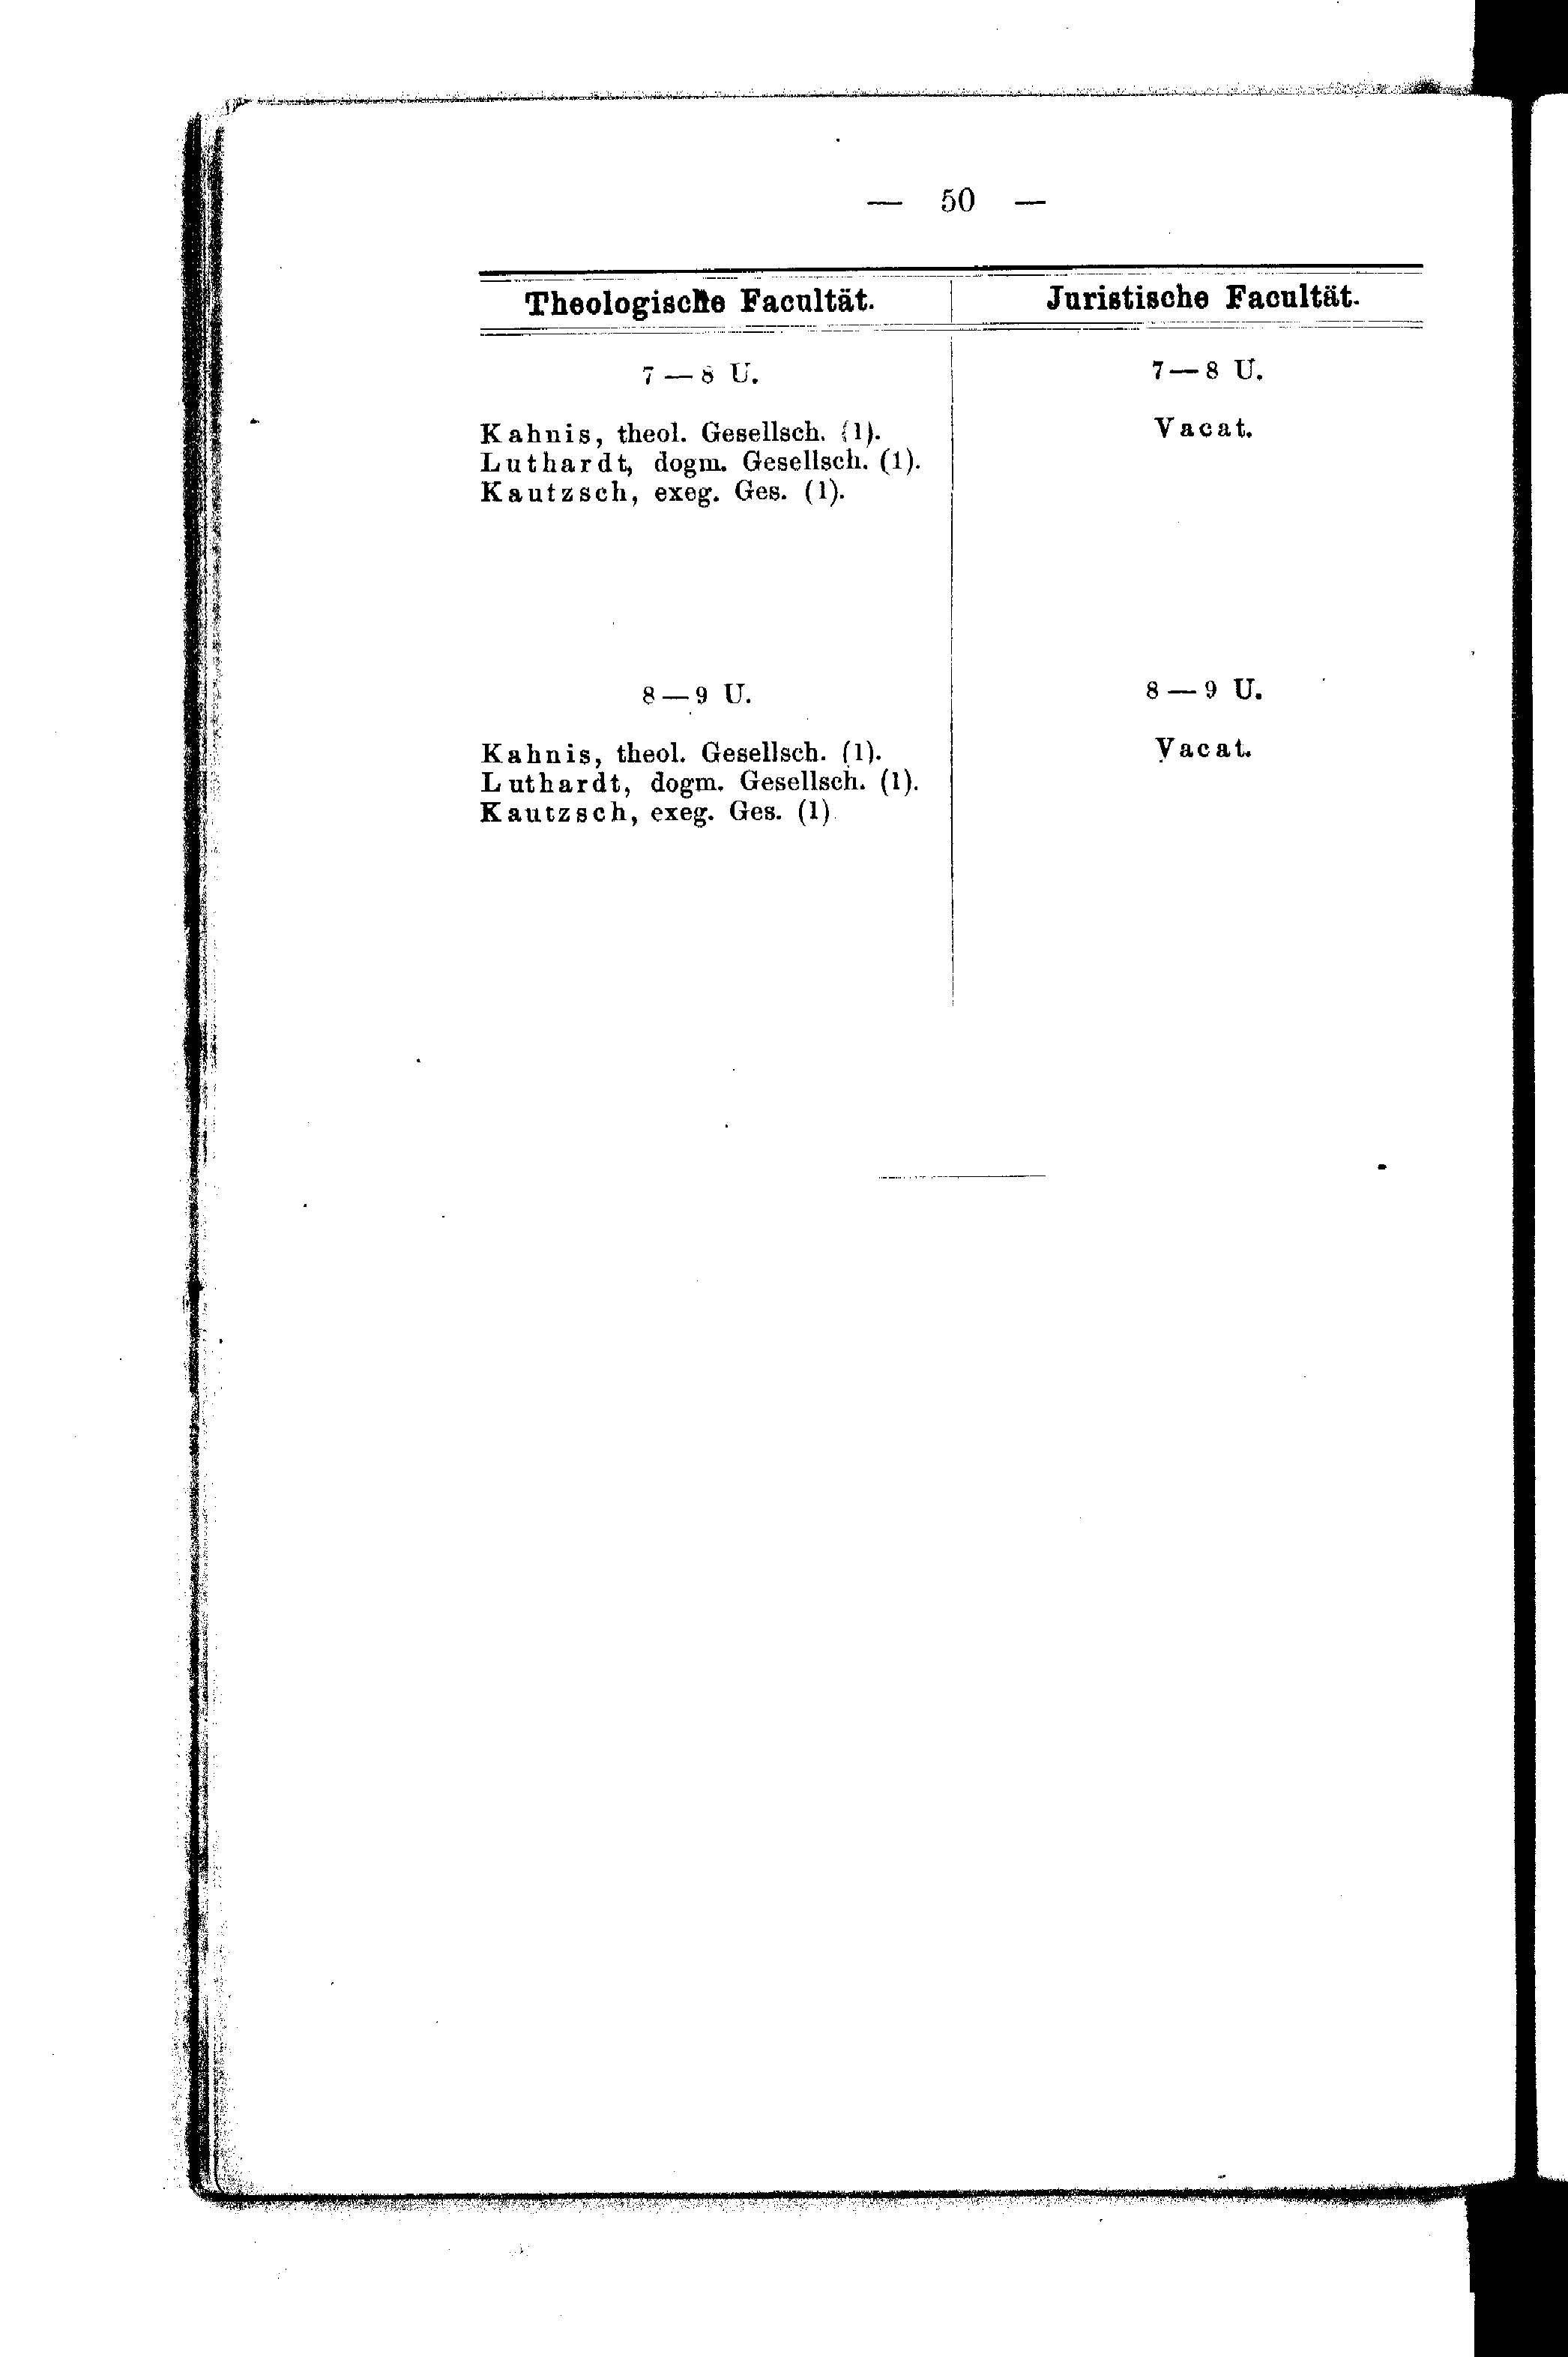 — 50 —
Theologische Facultät.
7 — 8 U.
Kahnis, theol. Gesellsch. (1).
Luthardt, dogm. Gesellsch. (1).
Kautzsch, exeg. Ges. (1).
8 — 9 U.
Kahnis, theol. Gesellsch. (1).
Luthardt, dogm. Gesellsch. (1).
Kautzsch, exeg. Ges. (1)
Juristische Facultät.
7 — 8 U.
Vacat.
8 — 9 U.
Vacat.